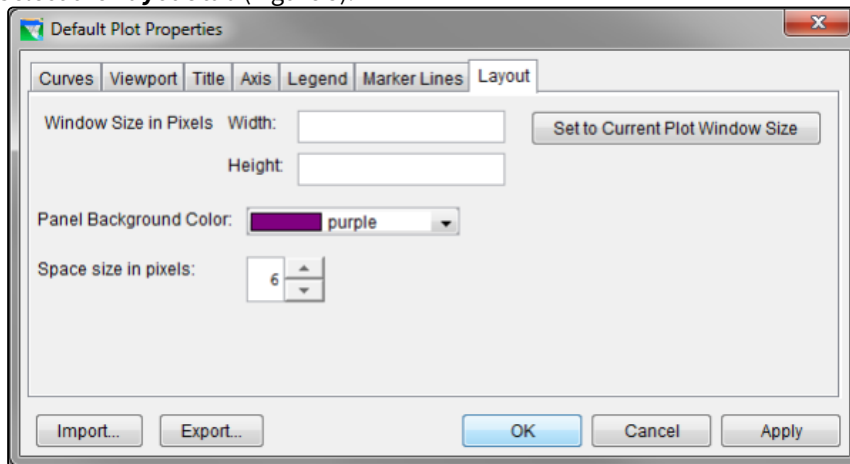 Default Plot Properties
Curves Viewport Title Axis Legend Marker Lines Layout
Window Size in Pixels Width: Set to Current Plot Window Size
Height:
Panel Background Color: purple
Space size in pixels: 6
Import... Export... OK Cancel Apply